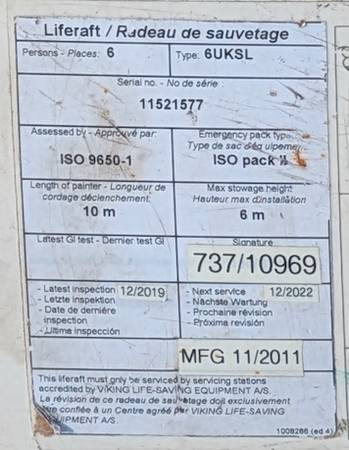 Liferaft / Radeau de sauvetage
Persons - Places: 6 Type: 6UKSL
Serial no. - No de série
11521577
Assessed by - Approuvé par: Emergency pack type
Type de sac
ISO 9650-1 ISO pack
Length of painter - Longueur de cordage déclenchement: Max stowage height
Hauteur max d'installation
10 m 6 m
Latest GI test - Dernier test GI Signature
737/10969
- Latest inspection 12/2019 - Next service 12/2022
- Letzte Inspektion - Nächste Wartung
- Date de dernière inspection - Prochaine révision
- Ultima inspección - Próxima revisión
MFG 11/2011
This liferaft must only be serviced by servicing stations
accredited by VIKING LIFE-SAVING EQUIPMENT A/S.
La révision de ce radeau de sauvetage doit exclusivement
confiée à un Centre agréé par VIKING LIFE-SAVING
EQUIPMENT A/S.
1008266 (ed 4)